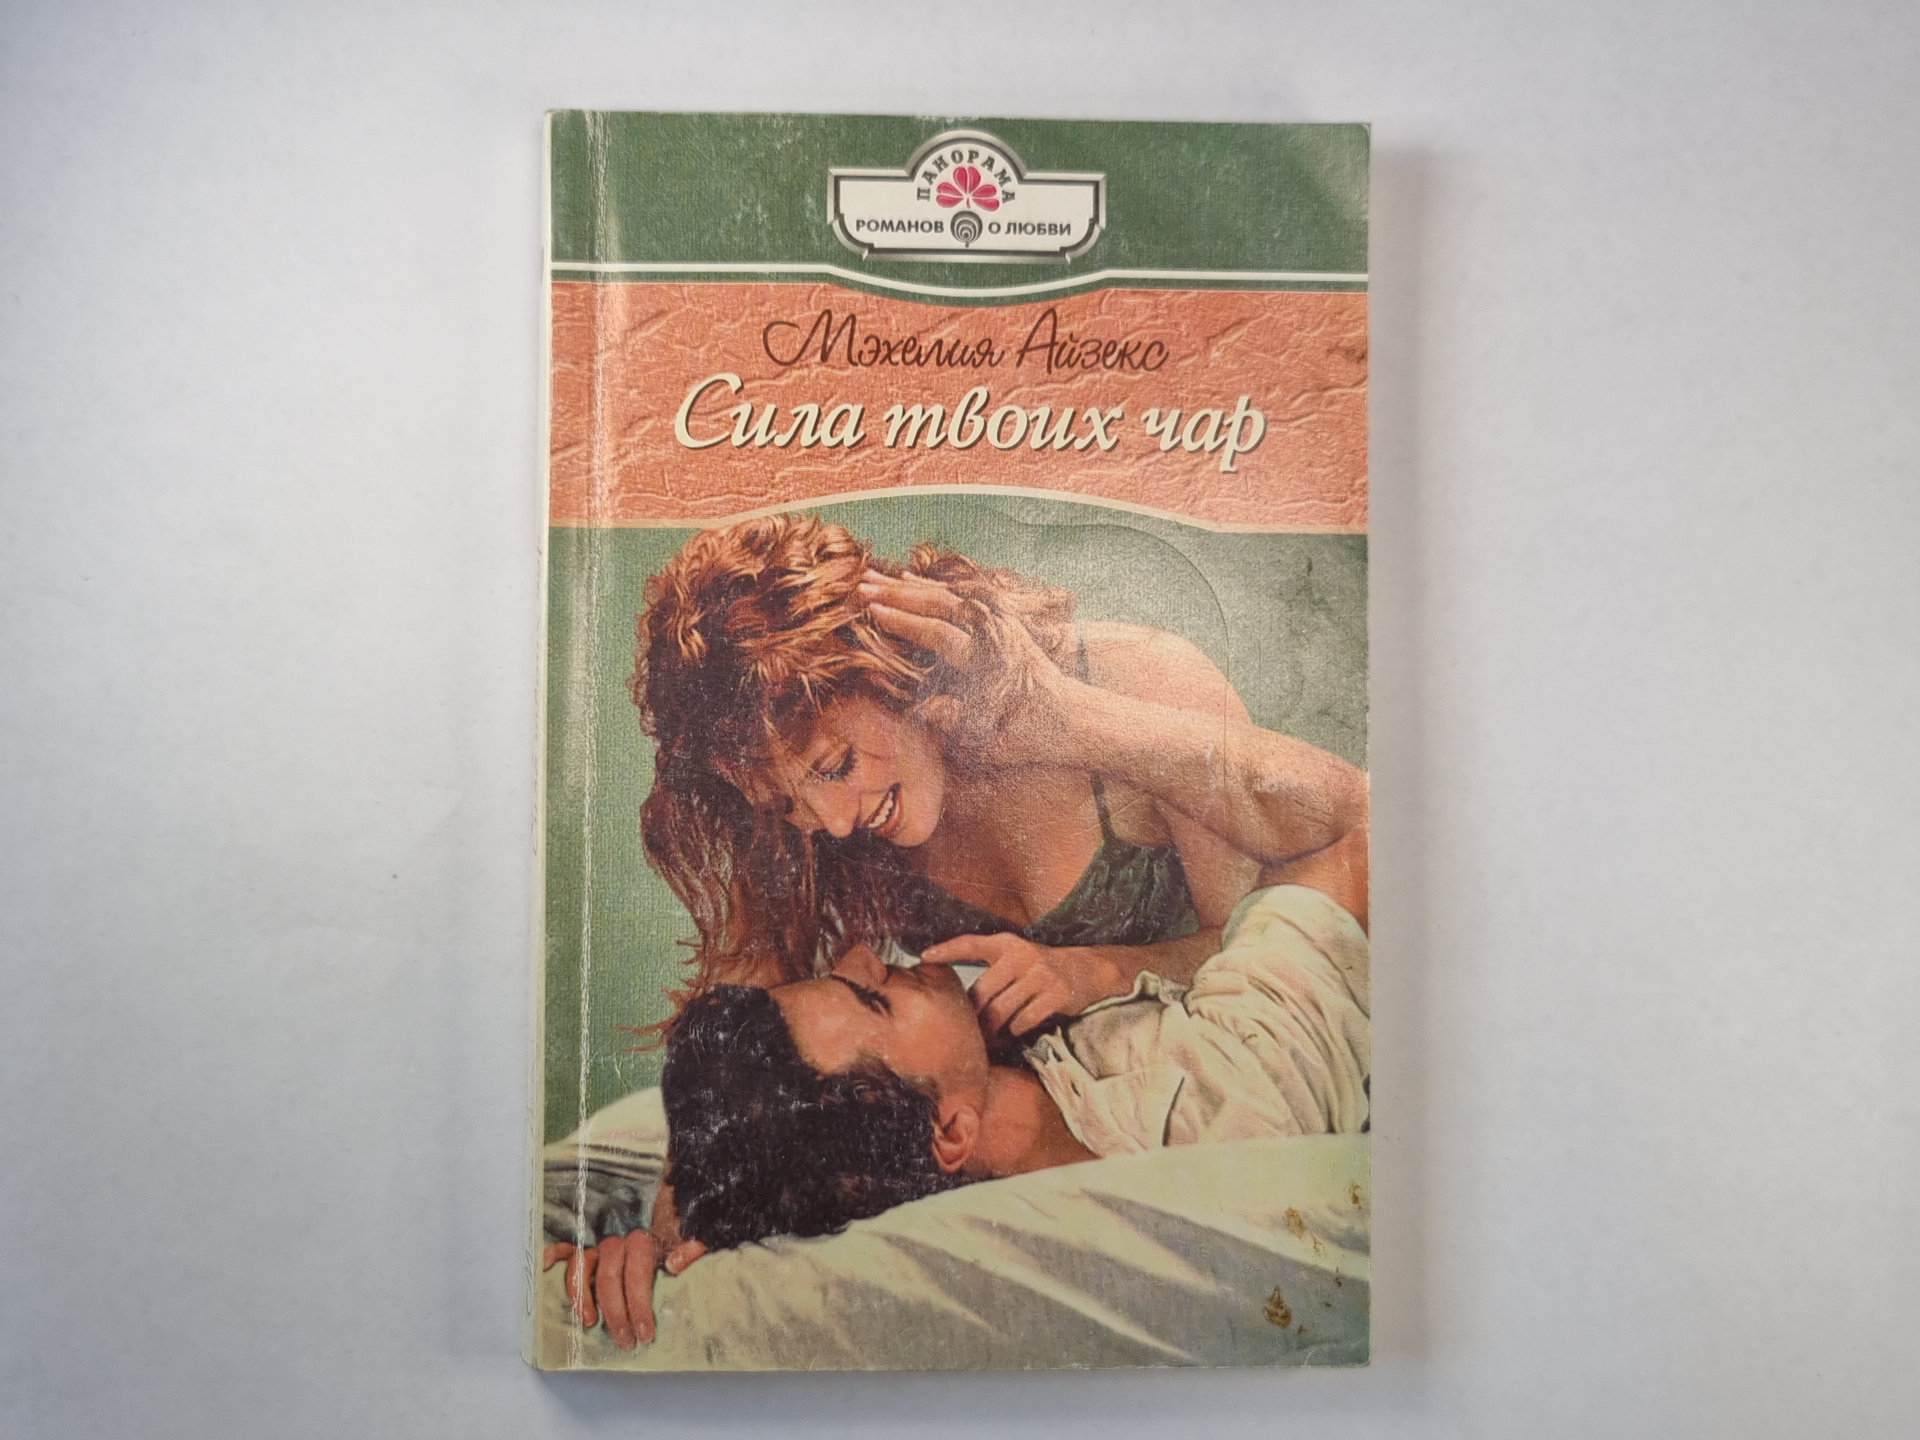 ПАНОРАМА
РОМАНОВ О ЛЮБВИ
Мэхелия Айзекс
Сила твоих чар